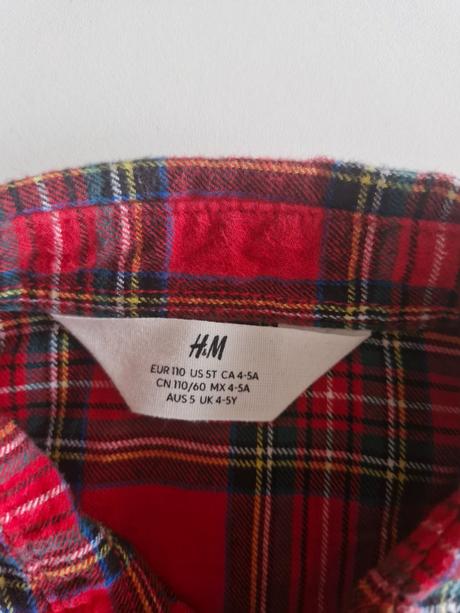 H&M
EUR 110 US 5T CA 4-5A
CN 110/60 MX 4-5A
AUS 5 UK 4-5Y